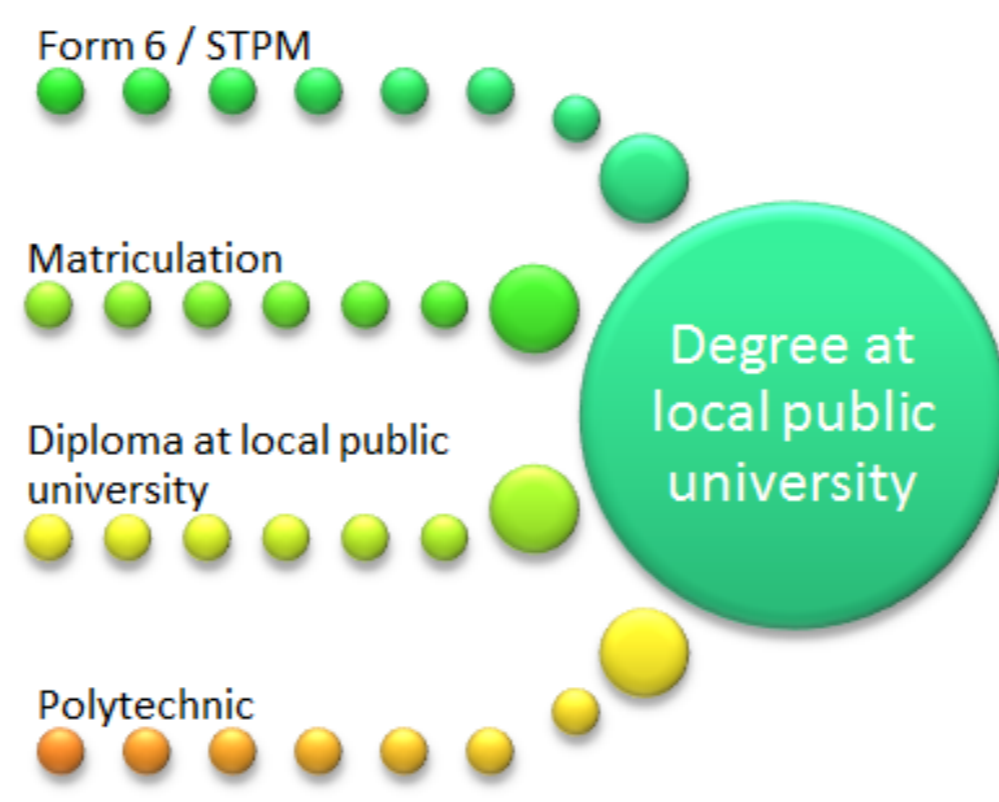 Form 6 / STPM
Matriculation
Degree at
local public
university
Diploma at local public
university
Polytechnic